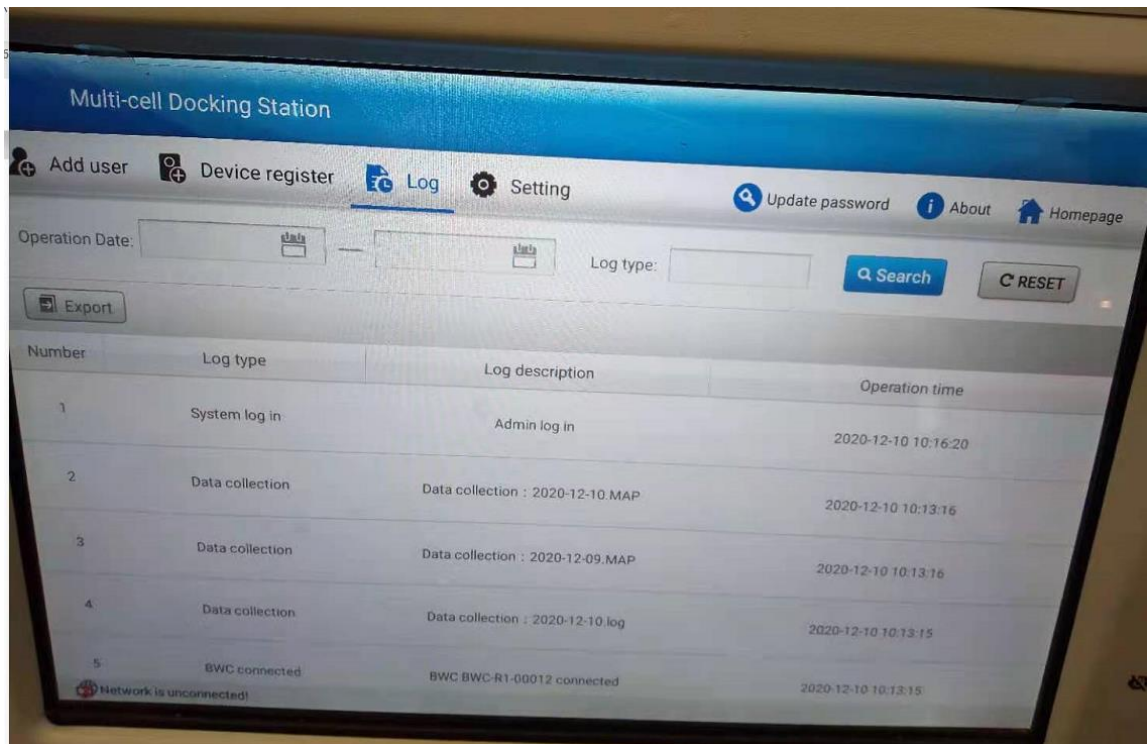 Multi-cell Docking Station
Add user Device register Log Setting Update password About Homepage
Operation Date: — Log type: Search RESET
Export
Number Log type Log description Operation time
1 System log in Admin log in 2020-12-10 10:16:20
2 Data collection Data collection : 2020-12-10.MAP 2020-12-10 10:13:16
3 Data collection Data collection : 2020-12-09.MAP 2020-12-10 10:13:16
4 Data collection Data collection : 2020-12-10.log 2020-12-10 10:13:15
5 BWC connected BWC BWC-R1-00012 connected 2020-12-10 10:13:15
Network is unconnected!